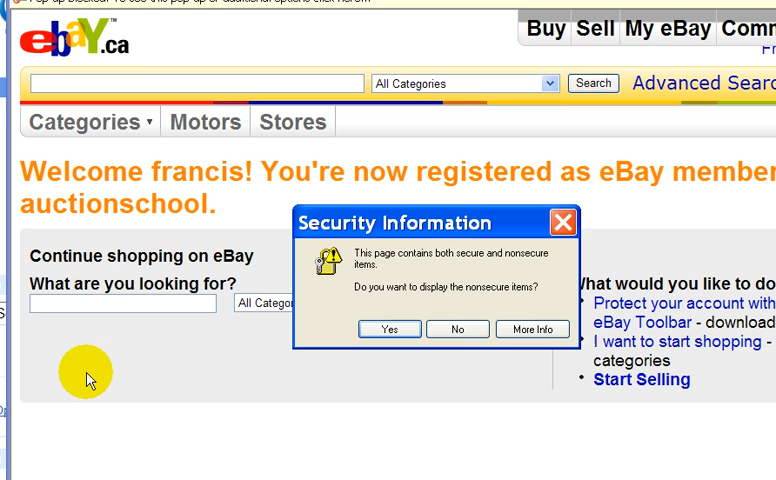 ebaY™.ca
Buy Sell My eBay
All Categories
Search
Advanced
Categories
Motors
Stores
Welcome francis! You're now registered as eBay member
auctionschool.
Continue shopping on eBay
What are you looking for?
All
Security Information
This page contains both secure and nonsecure
items.
Do you want to display the nonsecure items?
Yes
No
More Info
What would you like to do
• Protect your account with
eBay Toolbar - download
• I want to start shopping -
categories
• Start Selling